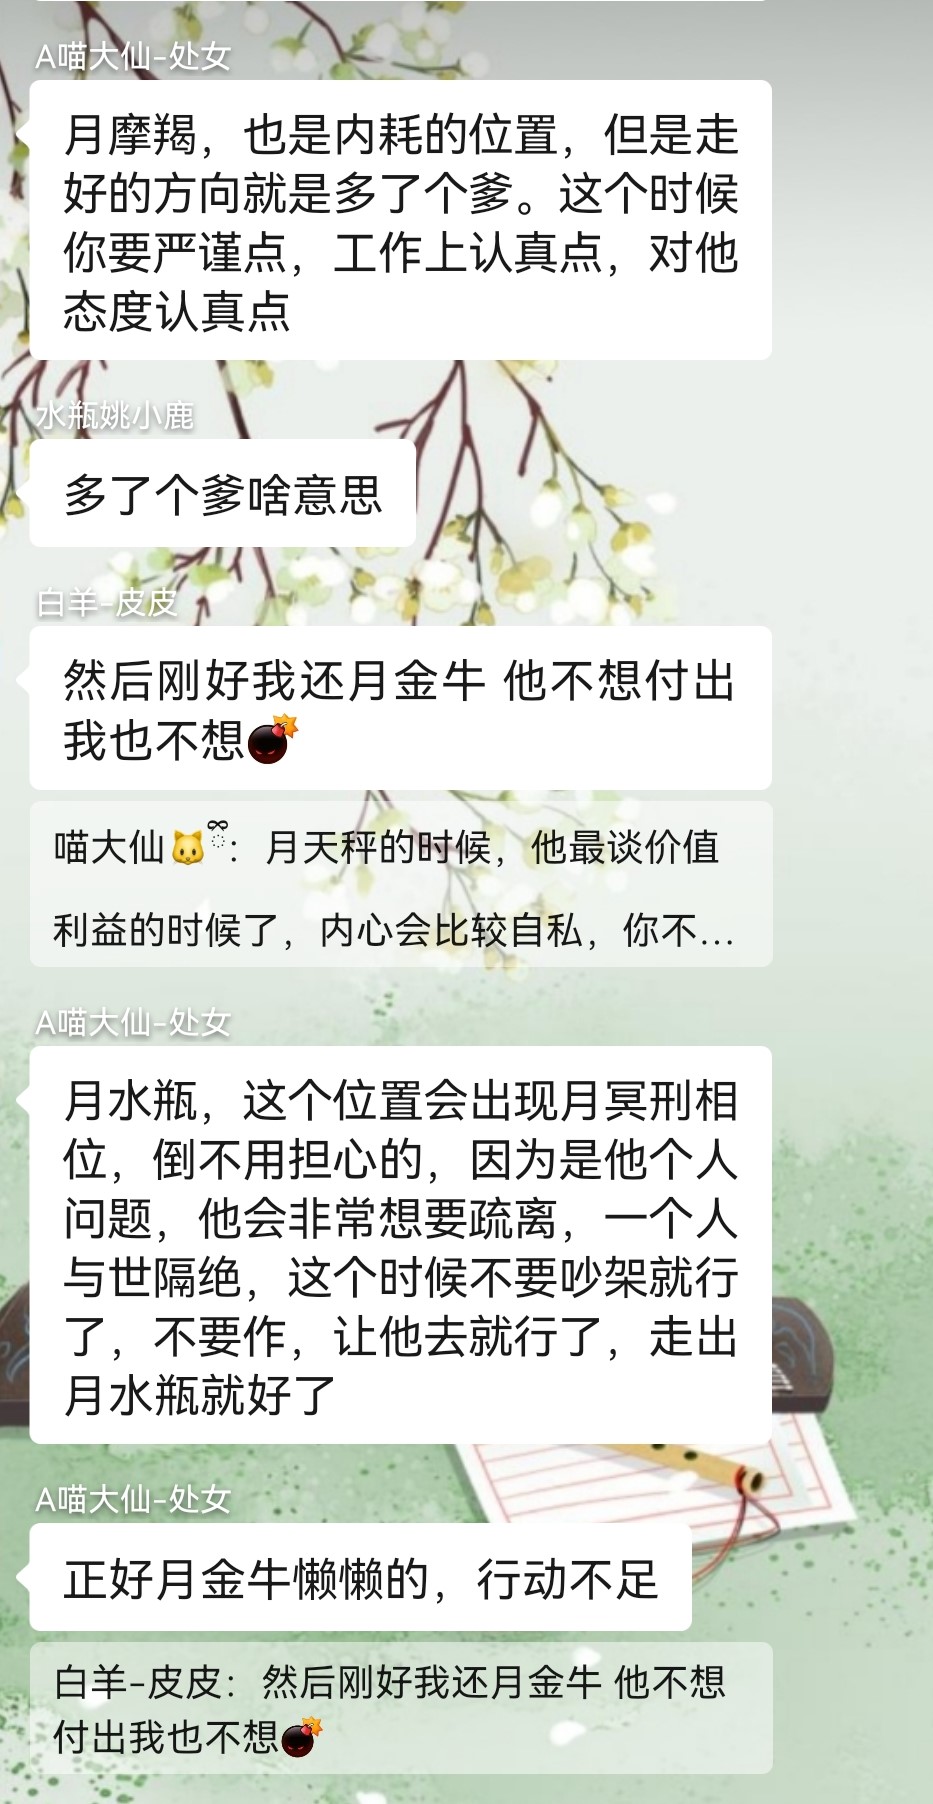 A喵大仙-处女
月摩羯，也是内耗的位置，但是走
好的方向就是多了个爹。这个时候
你要严谨点，工作上认真点，对他
态度认真点
水瓶姚小鹿
多了个爹啥意思
白羊-皮皮
然后刚好我还月金牛 他不想付出
我也不想💣
喵大仙🐱：月天秤的时候，他最谈价值
利益的时候了，内心会比较自私，你不...
A喵大仙-处女
月水瓶，这个位置会出现月冥刑相
位，倒不用担心的，因为是他个人
问题，他会非常想要疏离，一个人
与世隔绝，这个时候不要吵架就行
了，不要作，让他去就行了，走出
月水瓶就好了
A喵大仙-处女
正好月金牛懒懒的，行动不足
白羊-皮皮：然后刚好我还月金牛 他不想
付出我也不想💣